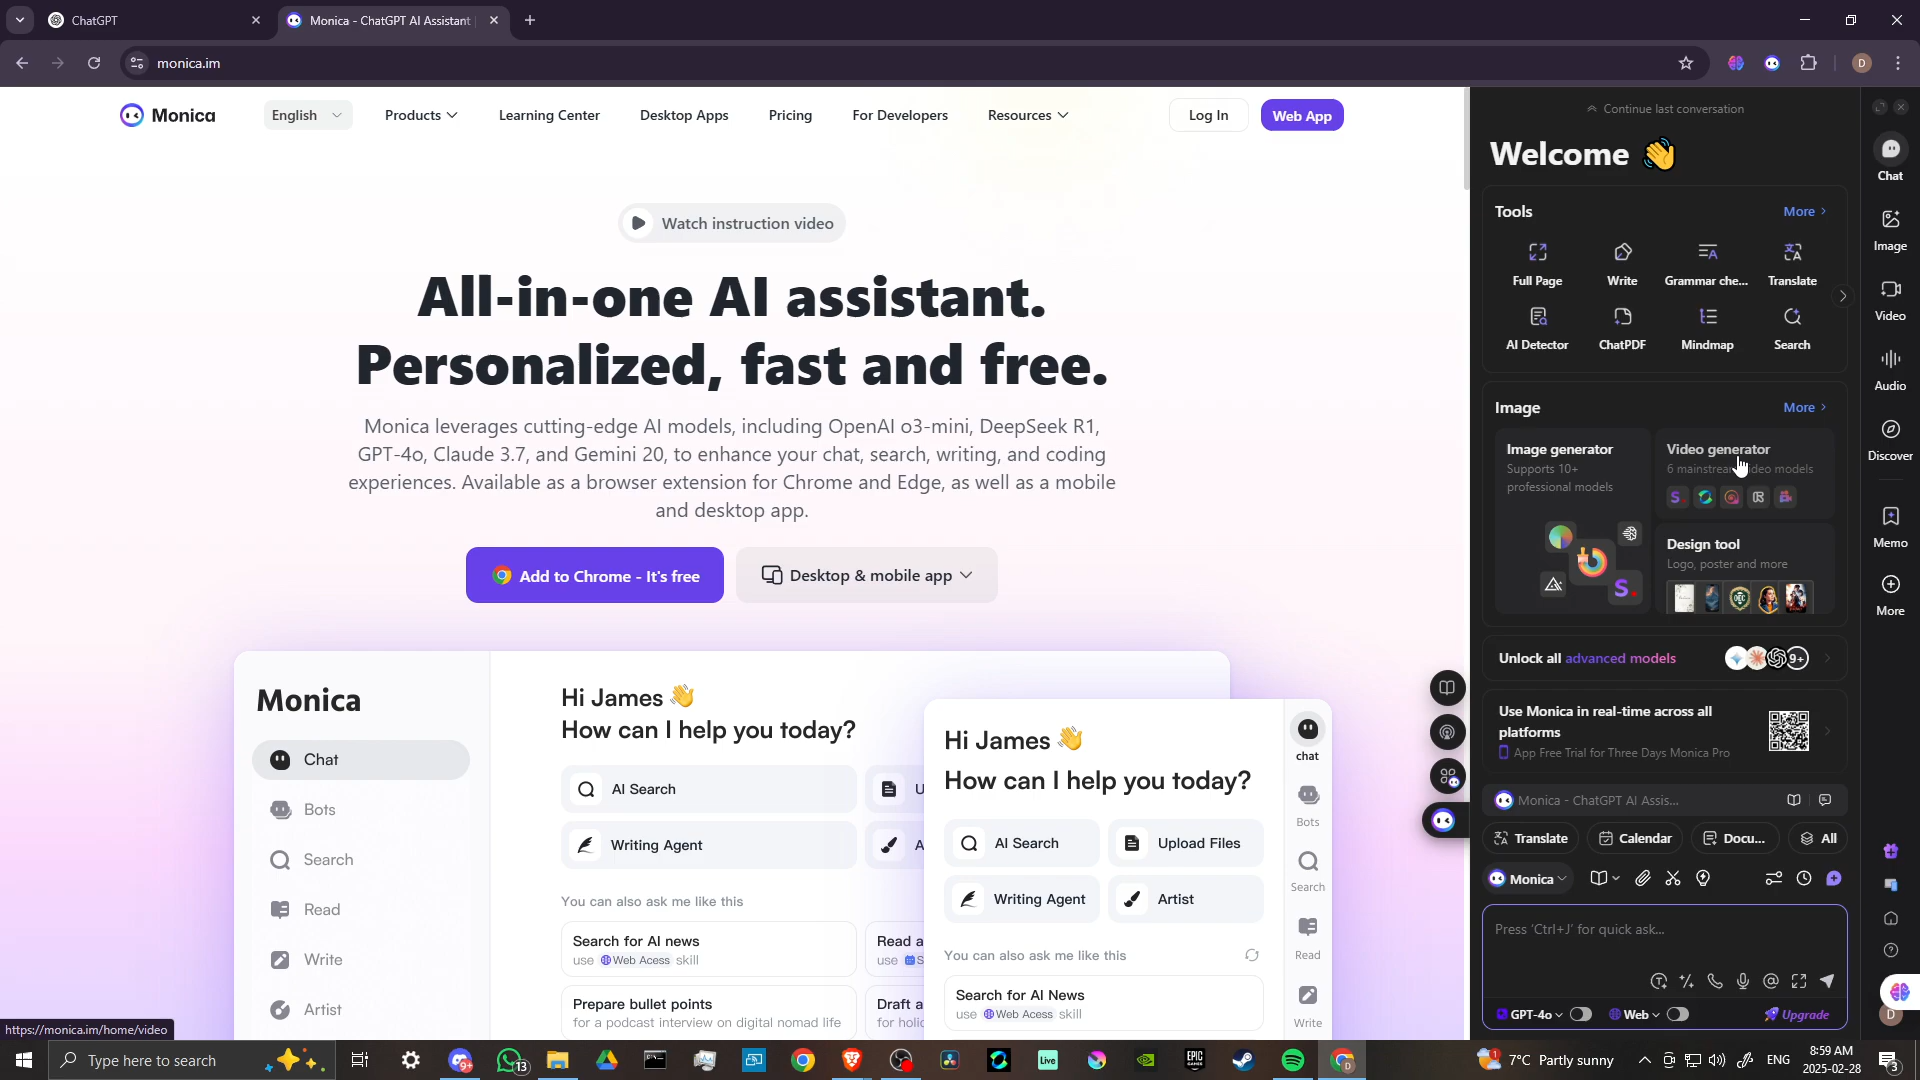 ChatGPT
Monica - ChatGPT AI Assistant
monica.im
Monica
English
Products
Learning Center
Desktop Apps
Pricing
For Developers
Resources
Log In
Web App
Watch instruction video
All-in-one AI assistant.
Personalized, fast and free.
Monica leverages cutting-edge AI models, including OpenAI o3-mini, DeepSeek R1,
GPT-4o, Claude 3.7, and Gemini 20, to enhance your chat, search, writing, and coding
experiences. Available as a browser extension for Chrome and Edge, as well as a mobile
and desktop app.
Add to Chrome - It's free
Desktop & mobile app
Monica
Chat
Bots
Search
Read
Write
Artist
Hi James 👋
How can I help you today?
AI Search
Writing Agent
You can also ask me like this
Search for AI news
use Web Acess skill
Read a
use
Prepare bullet points
for a podcast interview on digital nomad life
Draft a
for holid
Hi James 👋
How can I help you today?
AI Search
Upload Files
Writing Agent
Artist
You can also ask me like this
Search for AI News
use Web Acess skill
chat
Bots
Search
Read
Write
Continue last conversation
Welcome 👋
Tools
More >
Full Page
Write
Grammar che...
Translate
AI Detector
ChatPDF
Mindmap
Search
Image
More >
Image generator
Supports 10+
professional models
Video generator
6 mainstream video models
Design tool
Logo, poster and more
Unlock all advanced models
9+
Use Monica in real-time across all
platforms
App Free Trial for Three Days Monica Pro
Monica - ChatGPT AI Assis...
Translate
Calendar
Docu...
All
Monica
Press 'Ctrl+J' for quick ask...
GPT-4o
Web
Upgrade
Chat
Image
Video
Audio
Discover
Memo
More
D
D
https://monica.im/home/video
Type here to search
7°C Partly sunny
ENG
8:59 AM
2025-02-28